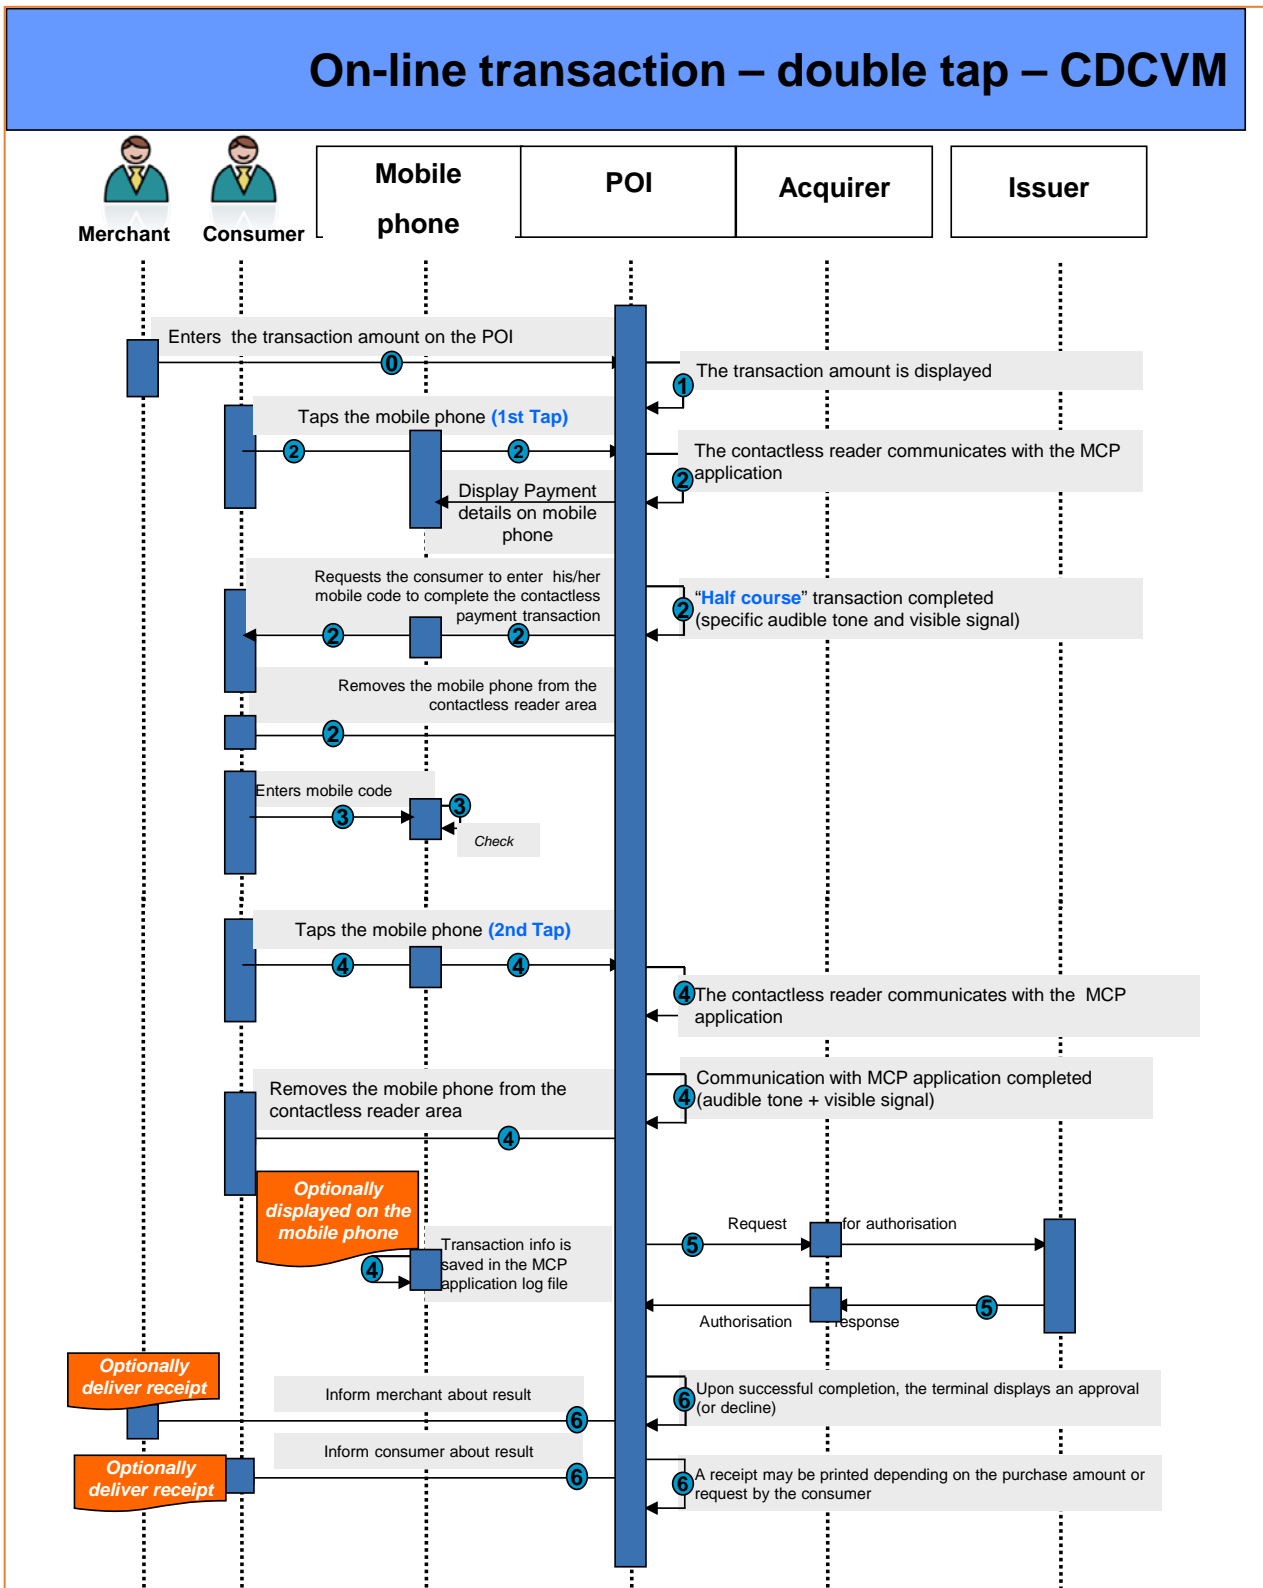 On-line transaction – double tap – CDCVM
Merchant
Consumer
Mobile
phone
POI
Acquirer
Issuer
Enters the transaction amount on the POI
0
The transaction amount is displayed
1
Taps the mobile phone (1st Tap)
2
2
The contactless reader communicates with the MCP
application
2
Display Payment
details on mobile
phone
Requests the consumer to enter his/her
mobile code to complete the contactless
payment transaction
2
2
“Half course” transaction completed
(specific audible tone and visible signal)
2
Removes the mobile phone from the
contactless reader area
2
Enters mobile code
3
3
Check
Taps the mobile phone (2nd Tap)
4
4
4
The contactless reader communicates with the MCP
application
Removes the mobile phone from the
contactless reader area
4
Communication with MCP application completed
(audible tone + visible signal)
4
Optionally
displayed on the
mobile phone
4
Transaction info is
saved in the MCP
application log file
Request for authorisation
5
5
Authorisation response
Optionally
deliver receipt
Inform merchant about result
6
Upon successful completion, the terminal displays an approval
(or decline)
6
Optionally
deliver receipt
Inform consumer about result
6
A receipt may be printed depending on the purchase amount or
request by the consumer
6